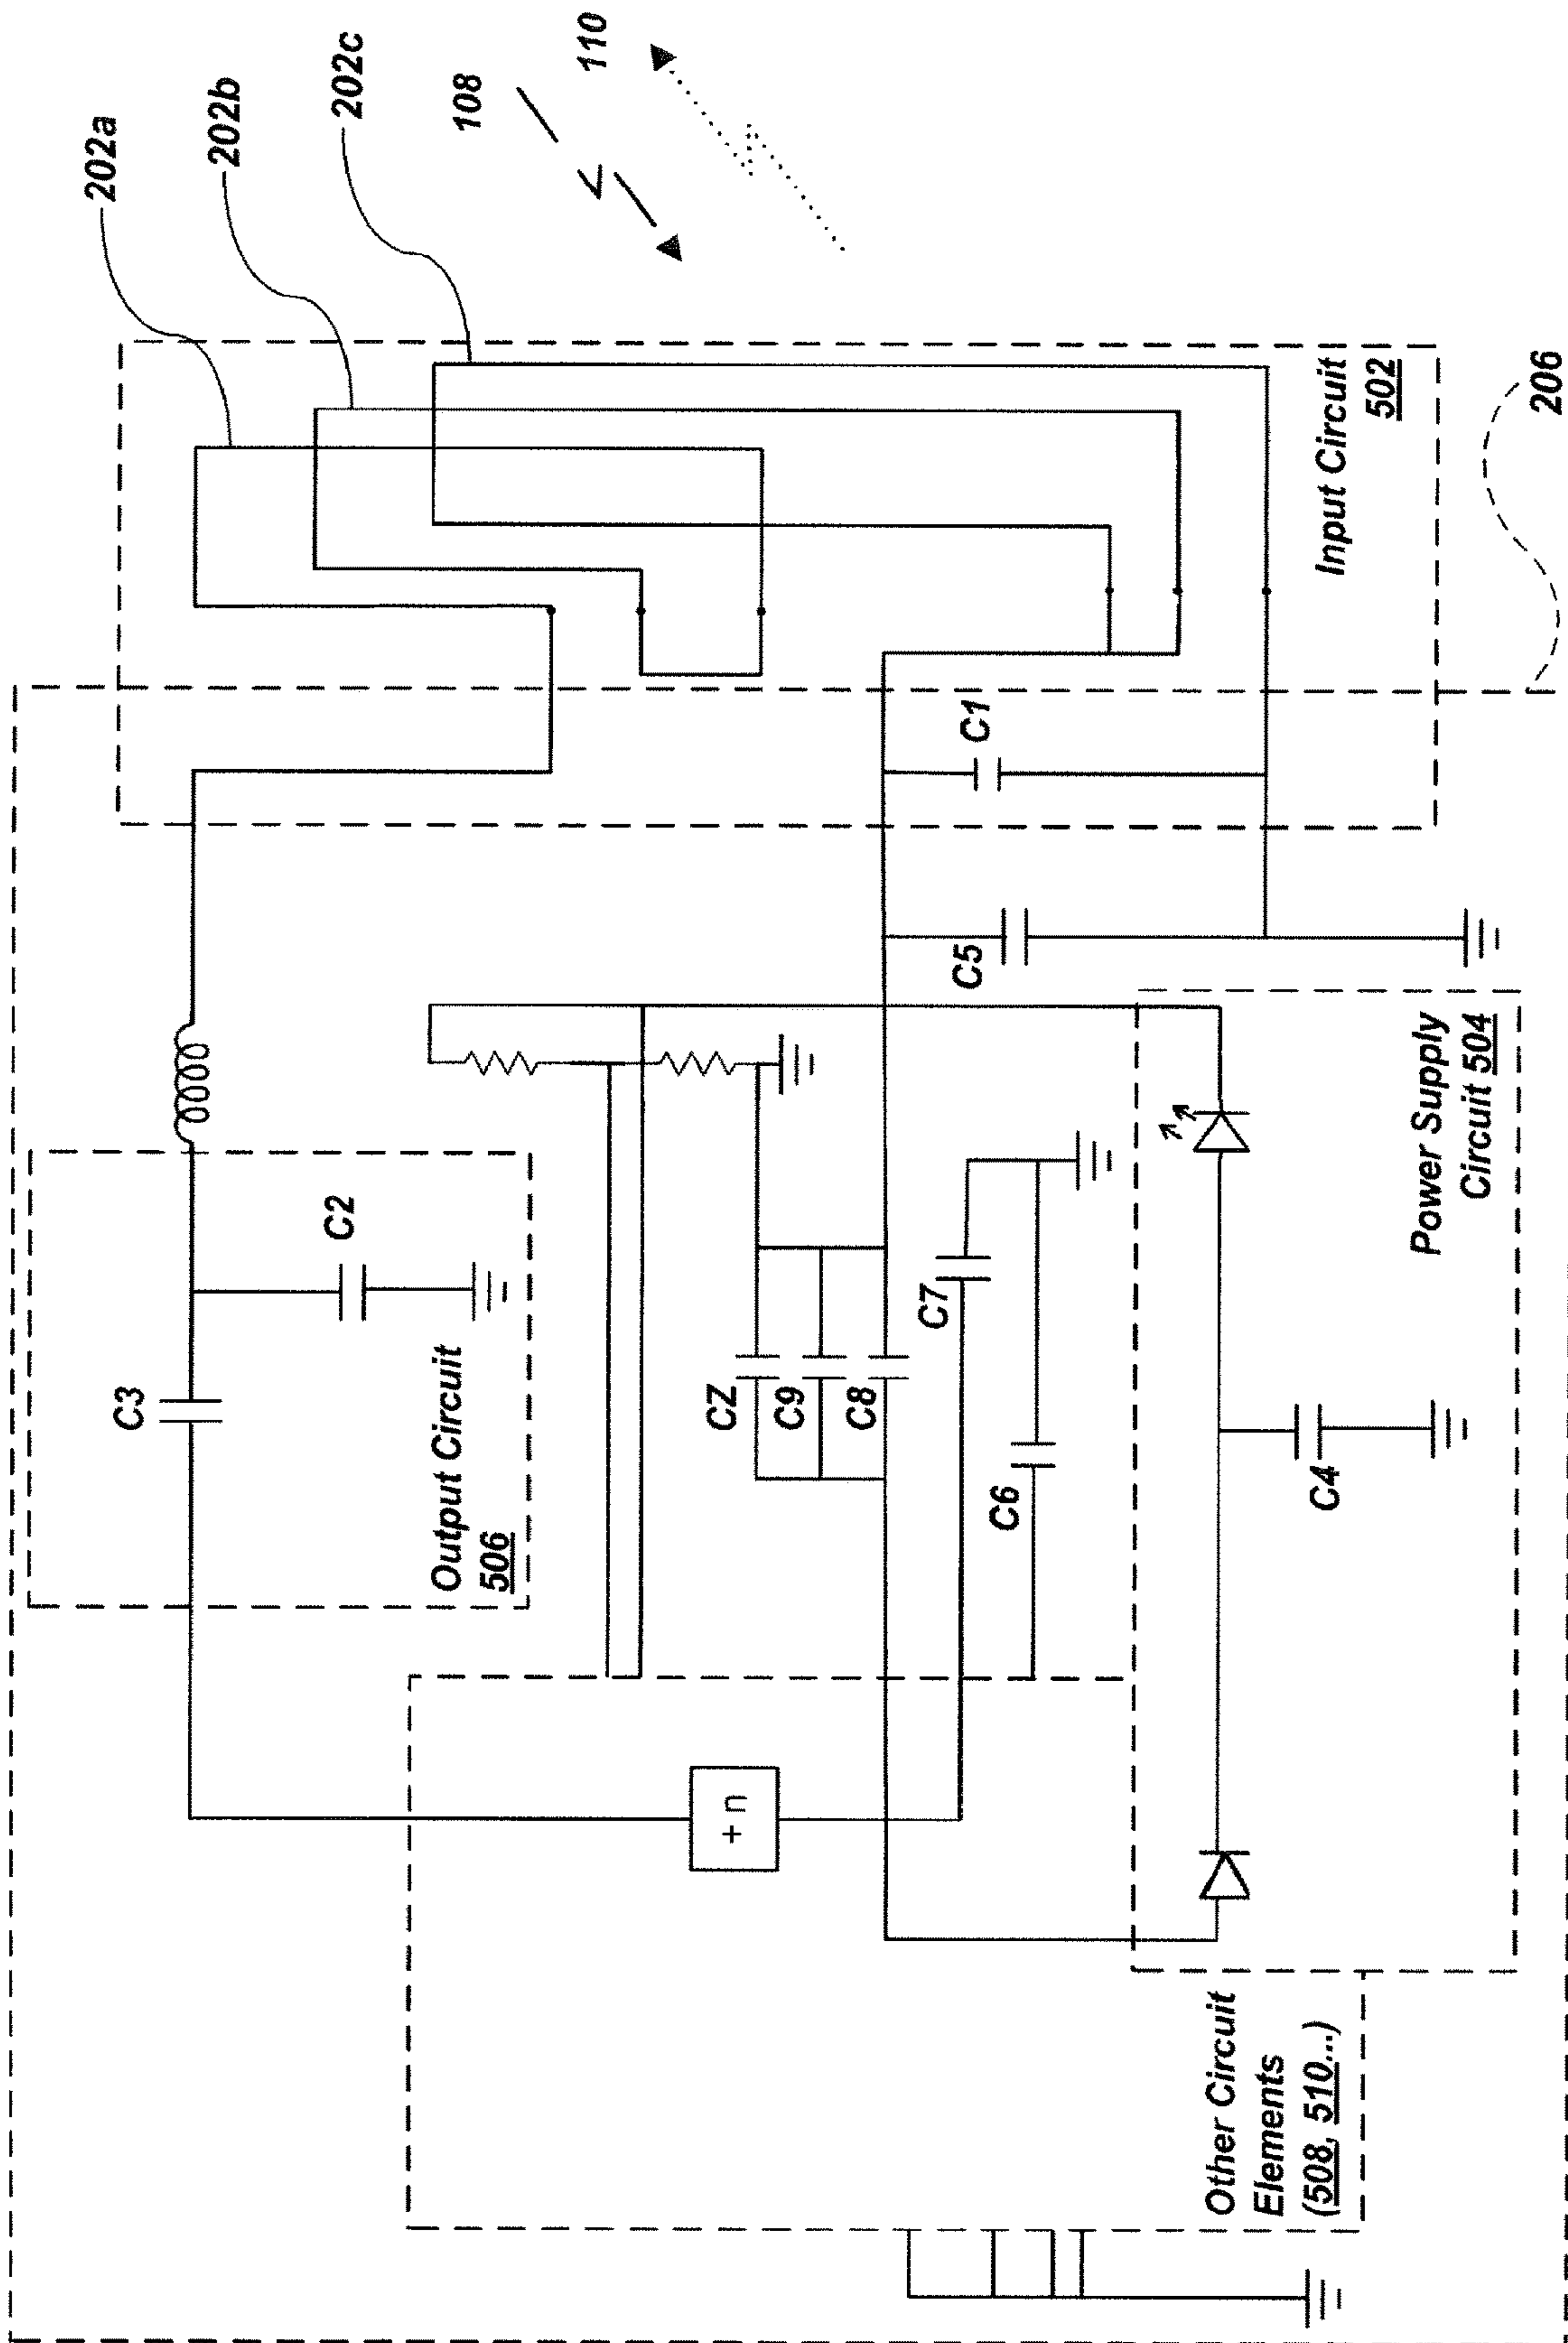 202a
C3
202b
202c
C2
108
110
Output Circuit
506
CZ
+ n
C9
C8
C7
C5
C1
C6
Other Circuit
Elements
(508, 510...)
C4
Input Circuit
502
Power Supply
Circuit 504
206